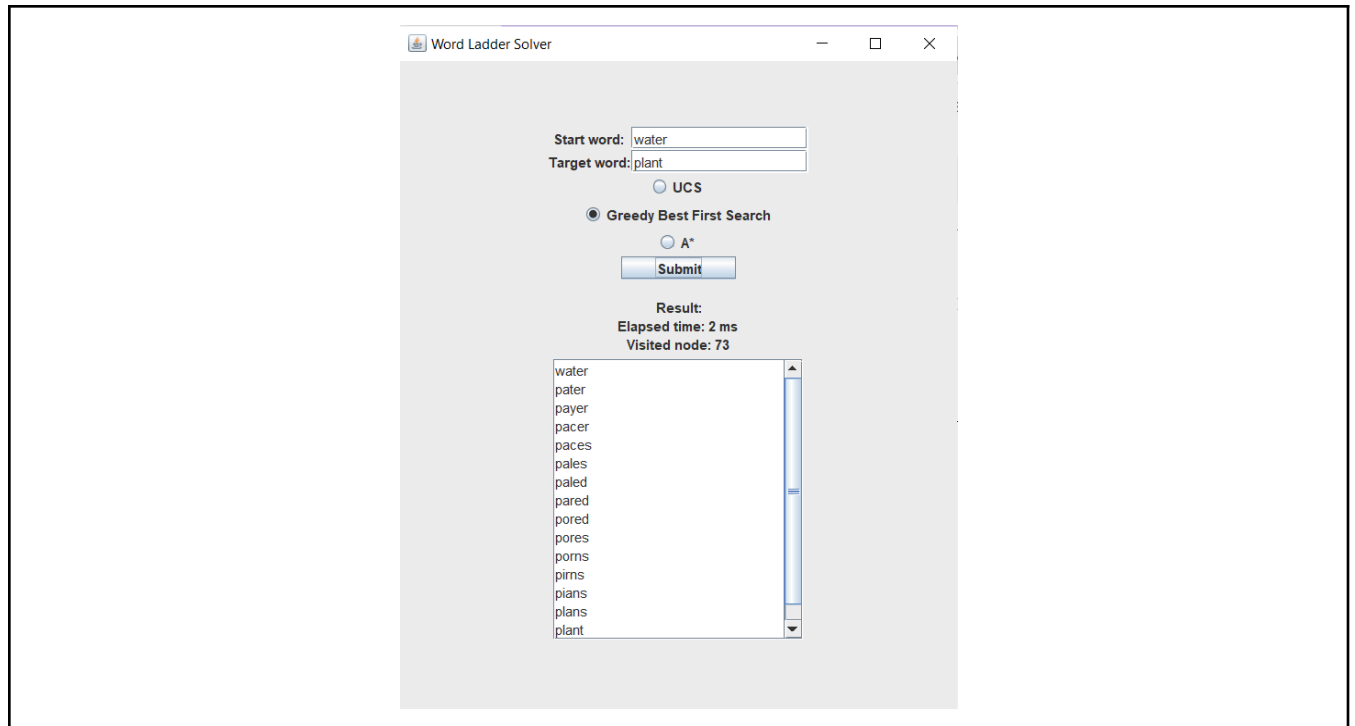 Word Ladder Solver
Start word: water
Target word: plant
UCS
Greedy Best First Search
A*
Submit
Result:
Elapsed time: 2 ms
Visited node: 73
water
pater
payer
pacer
paces
pales
paled
pared
pored
pores
porns
pirns
pians
plans
plant